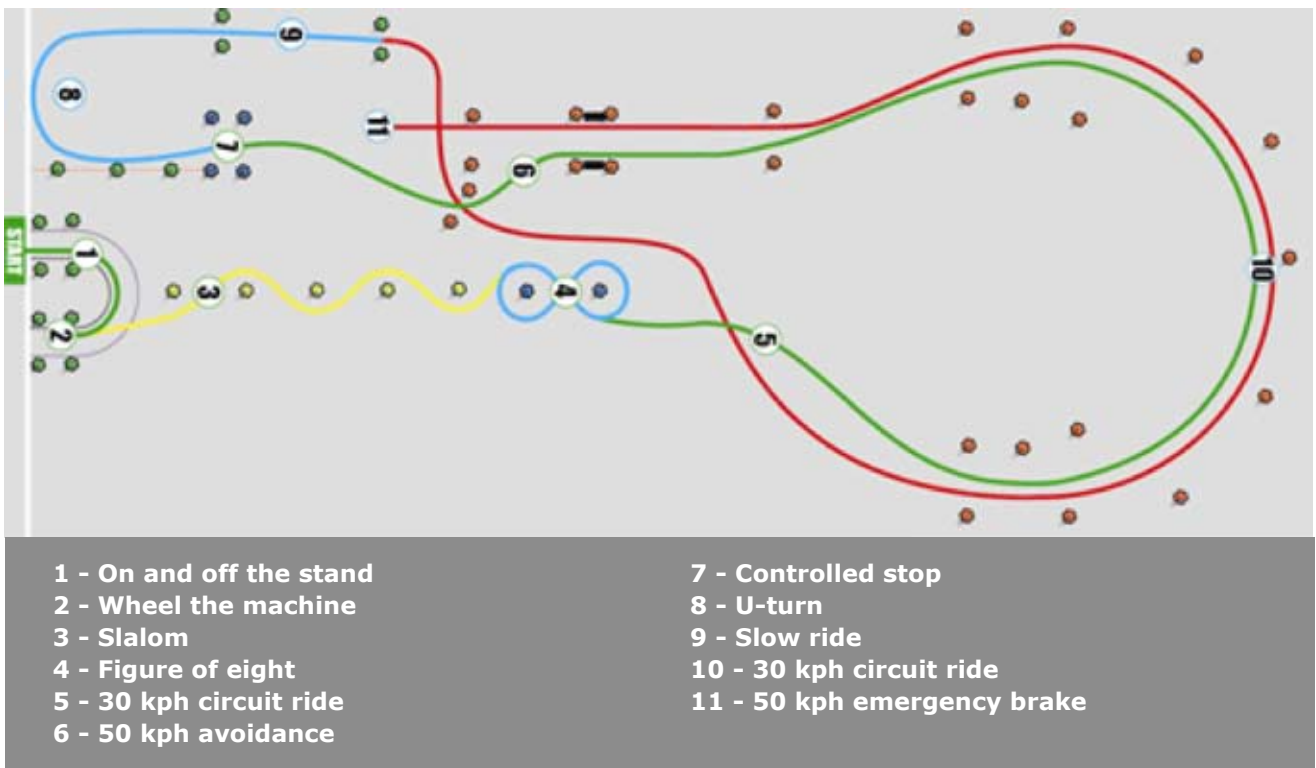 START
1
2
3
4
5
6
7
8
9
10
11
1 - On and off the stand
2 - Wheel the machine
3 - Slalom
4 - Figure of eight
5 - 30 kph circuit ride
6 - 50 kph avoidance
7 - Controlled stop
8 - U-turn
9 - Slow ride
10 - 30 kph circuit ride
11 - 50 kph emergency brake